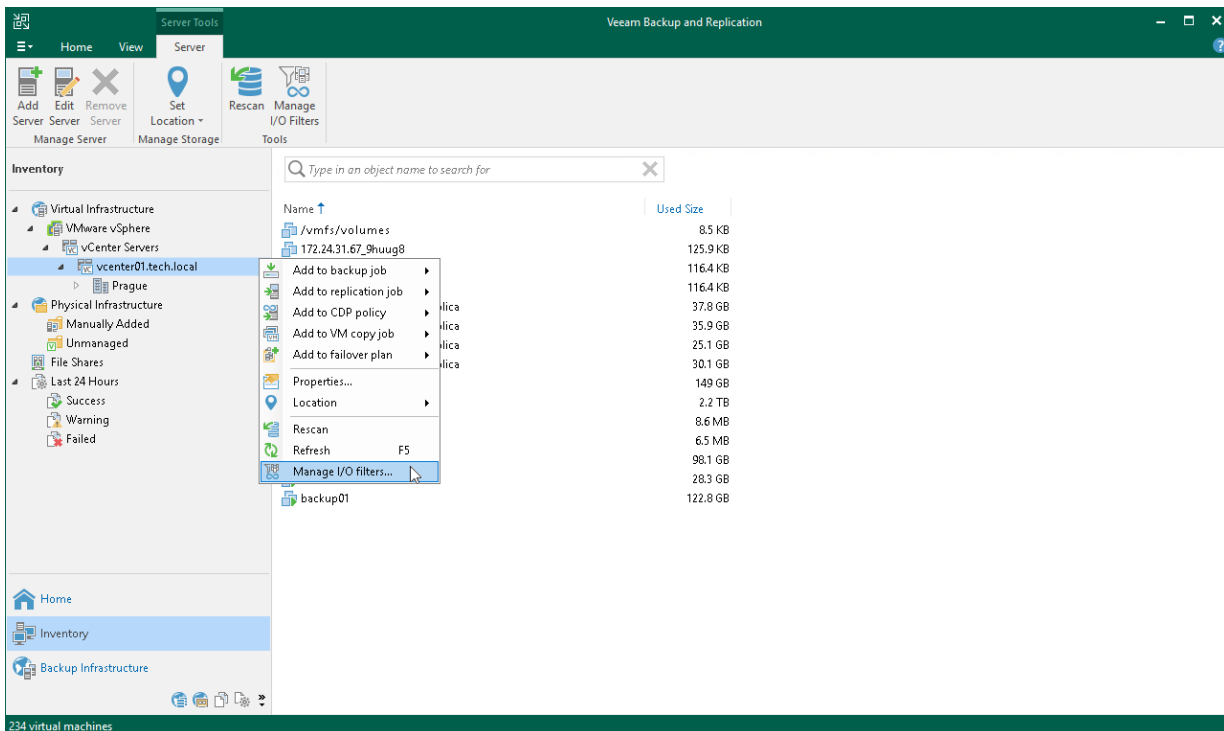 Server Tools
Veeam Backup and Replication
Home View Server
Add Server
Edit Server
Remove Server
Set Location
Rescan
Manage I/O Filters
Manage Server
Manage Storage
Tools
Inventory
Type in an object name to search for
Virtual Infrastructure
VMware vSphere
vCenter Servers
vcenter01.tech.local
Prague
Physical Infrastructure
Manually Added
Unmanaged
File Shares
Last 24 Hours
Success
Warning
Failed
Name Used Size
/vmfs/volumes 8.5 KB
172.24.31.67_9huug8 125.9 KB
116.4 KB
116.4 KB
lica 37.8 GB
lica 35.9 GB
lica 25.1 GB
lica 30.1 GB
149 GB
2.2 TB
8.6 MB
6.5 MB
98.1 GB
28.3 GB
backup01 122.8 GB
Add to backup job
Add to replication job
Add to CDP policy
Add to VM copy job
Add to failover plan
Properties...
Location
Rescan
Refresh F5
Manage I/O filters...
Home
Inventory
Backup Infrastructure
234 virtual machines